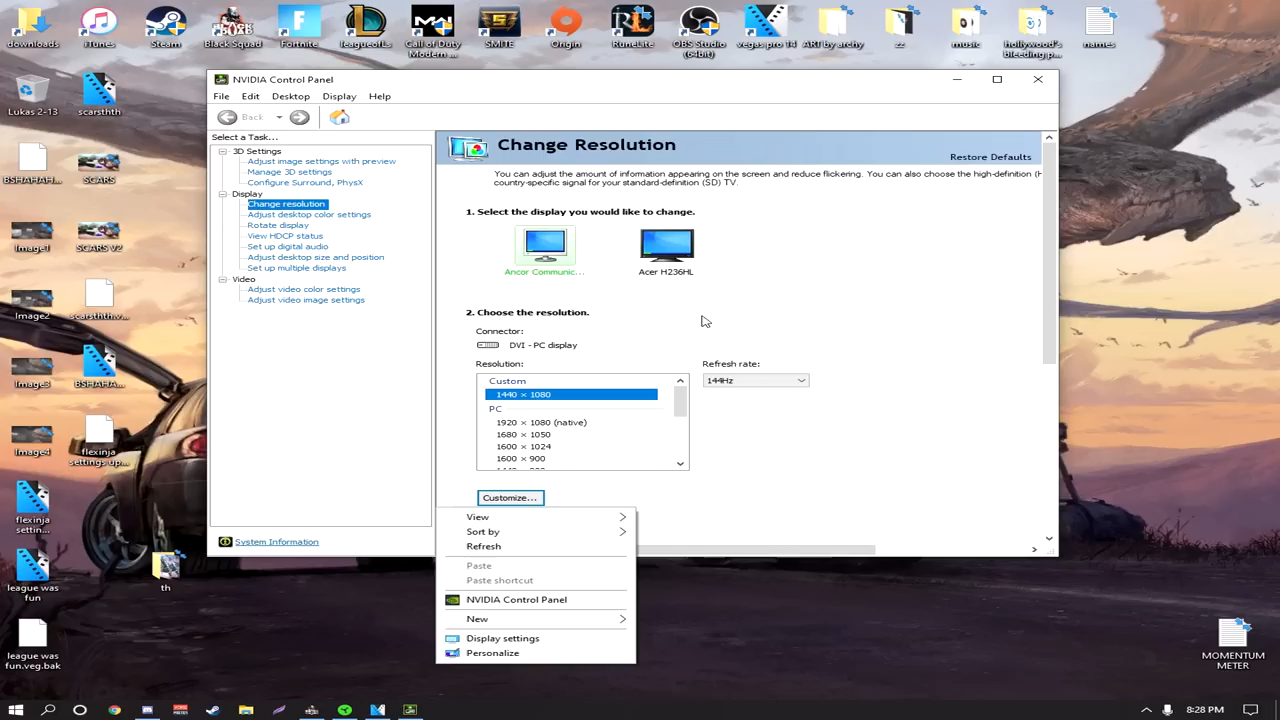 downloads
iTunes
Steam
Black Squad
Fortnite
leagueofL...
Call of Duty
Modern ...
SMITE
Origin
RuneLite
OBS Studio
(64bit)
vegas pro 14
ART by archy
zz
music
hollywood's
bleeding p...
names
Lukas 2-13
scarsthth
BSHAHAH...
SCARS
Image1
SCARS V2
Image2
scarsthth.v...
Image3
BSHAHA...
Image4
flexinja
settings up...
flexinja
settin...
league was
fun
th
league was
fun.veg.bak
MOMENTUM
METER
NVIDIA Control Panel
File Edit Desktop Display Help
Back
Select a Task...
3D Settings
Adjust image settings with preview
Manage 3D settings
Configure Surround, PhysX
Display
Change resolution
Adjust desktop color settings
Rotate display
View HDCP status
Set up digital audio
Adjust desktop size and position
Set up multiple displays
Video
Adjust video color settings
Adjust video image settings
System Information
Change Resolution
Restore Defaults
You can adjust the amount of information appearing on the screen and reduce flickering. You can also choose the high-definition (H
country-specific signal for your standard-definition (SD) TV.
1. Select the display you would like to change.
Ancor Communic...
Acer H236HL
2. Choose the resolution.
Connector:
DVI - PC display
Resolution:
Refresh rate:
144Hz
Custom
1440 × 1080
PC
1920 × 1080 (native)
1680 × 1050
1600 × 1024
1600 × 900
Customize...
View
Sort by
Refresh
Paste
Paste shortcut
NVIDIA Control Panel
New
Display settings
Personalize
8:28 PM